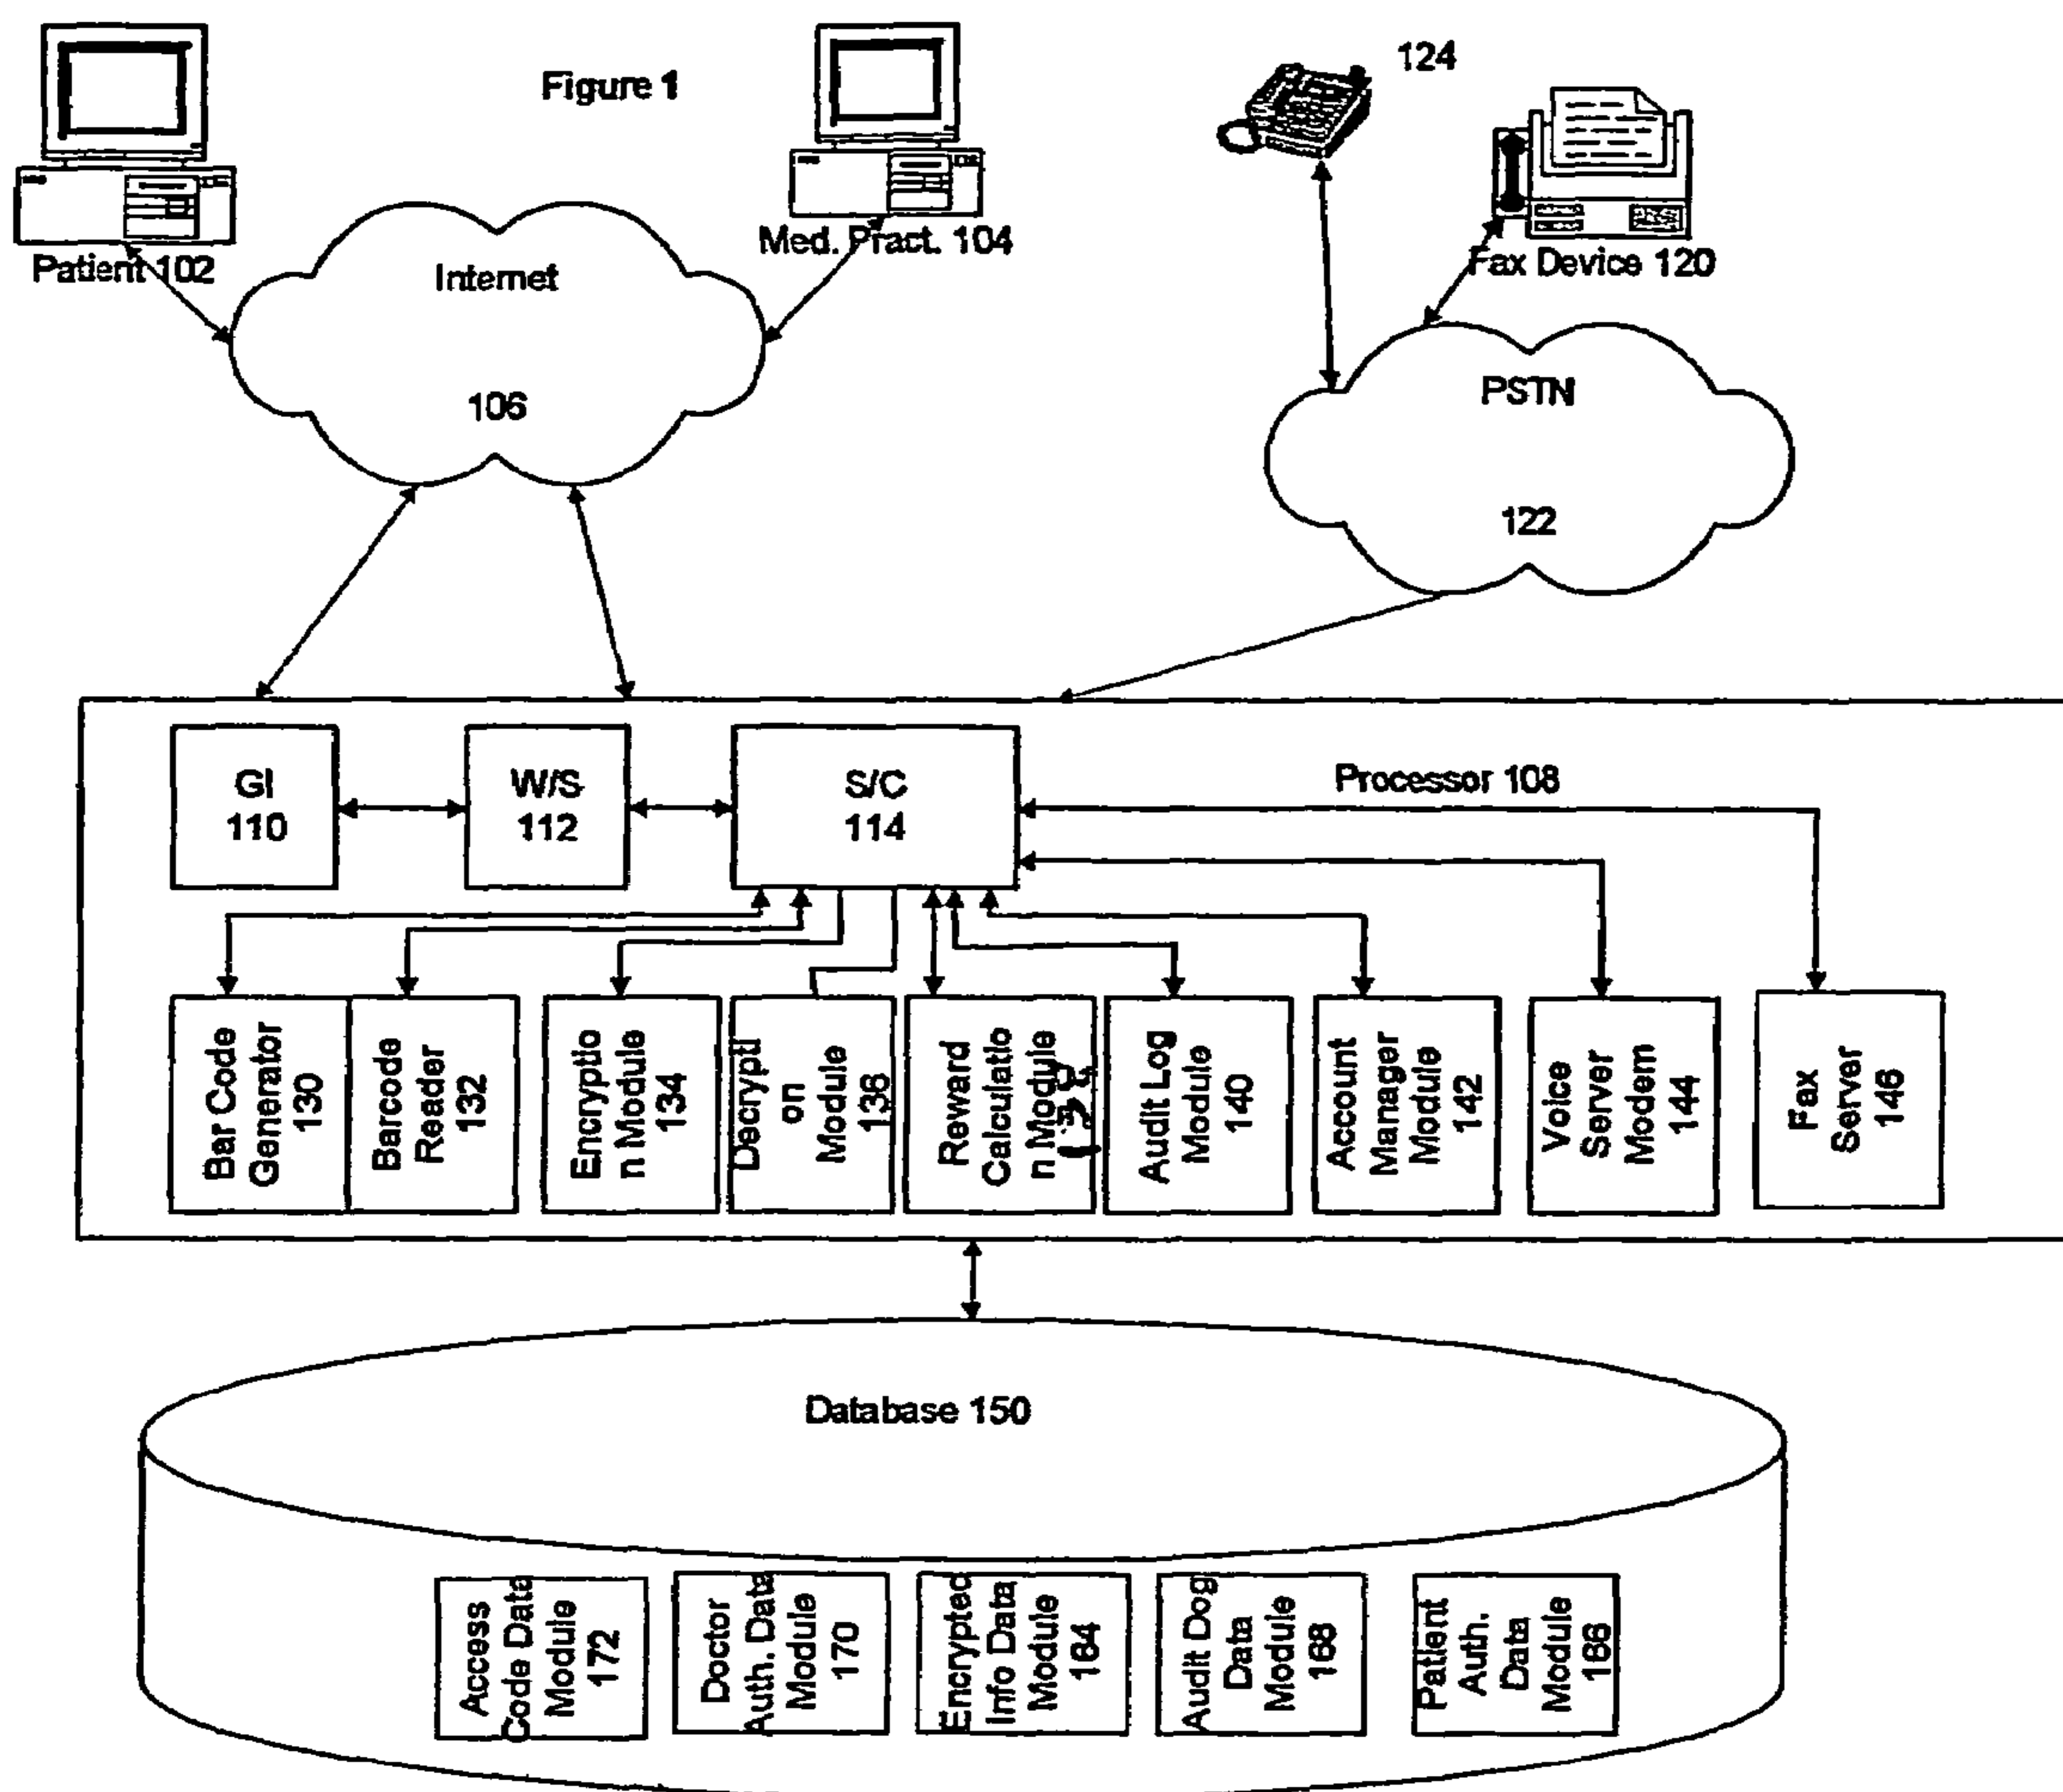 Figure 1
124
Patient 102
Internet
106
Med. Pract. 104
Fax Device 120
PSTN
122
GI
110
W/S
112
S/C
114
Processor 108
Bar Code
Generator
130
Barcode
Reader
132
Encryptio
n Module
134
Decrypti
on
Module
136
Reward
Calculatio
n Module
138
Audit Log
Module
140
Account
Manager
Module
142
Voice
Server
Modem
144
Fax
Server
146
Database 150
Access
Code Data
Module
172
Doctor
Auth. Data
Module
170
Encrypted
Info Data
Module
164
Audit Dog
Data
Module
168
Patient
Auth.
Data
Module
166